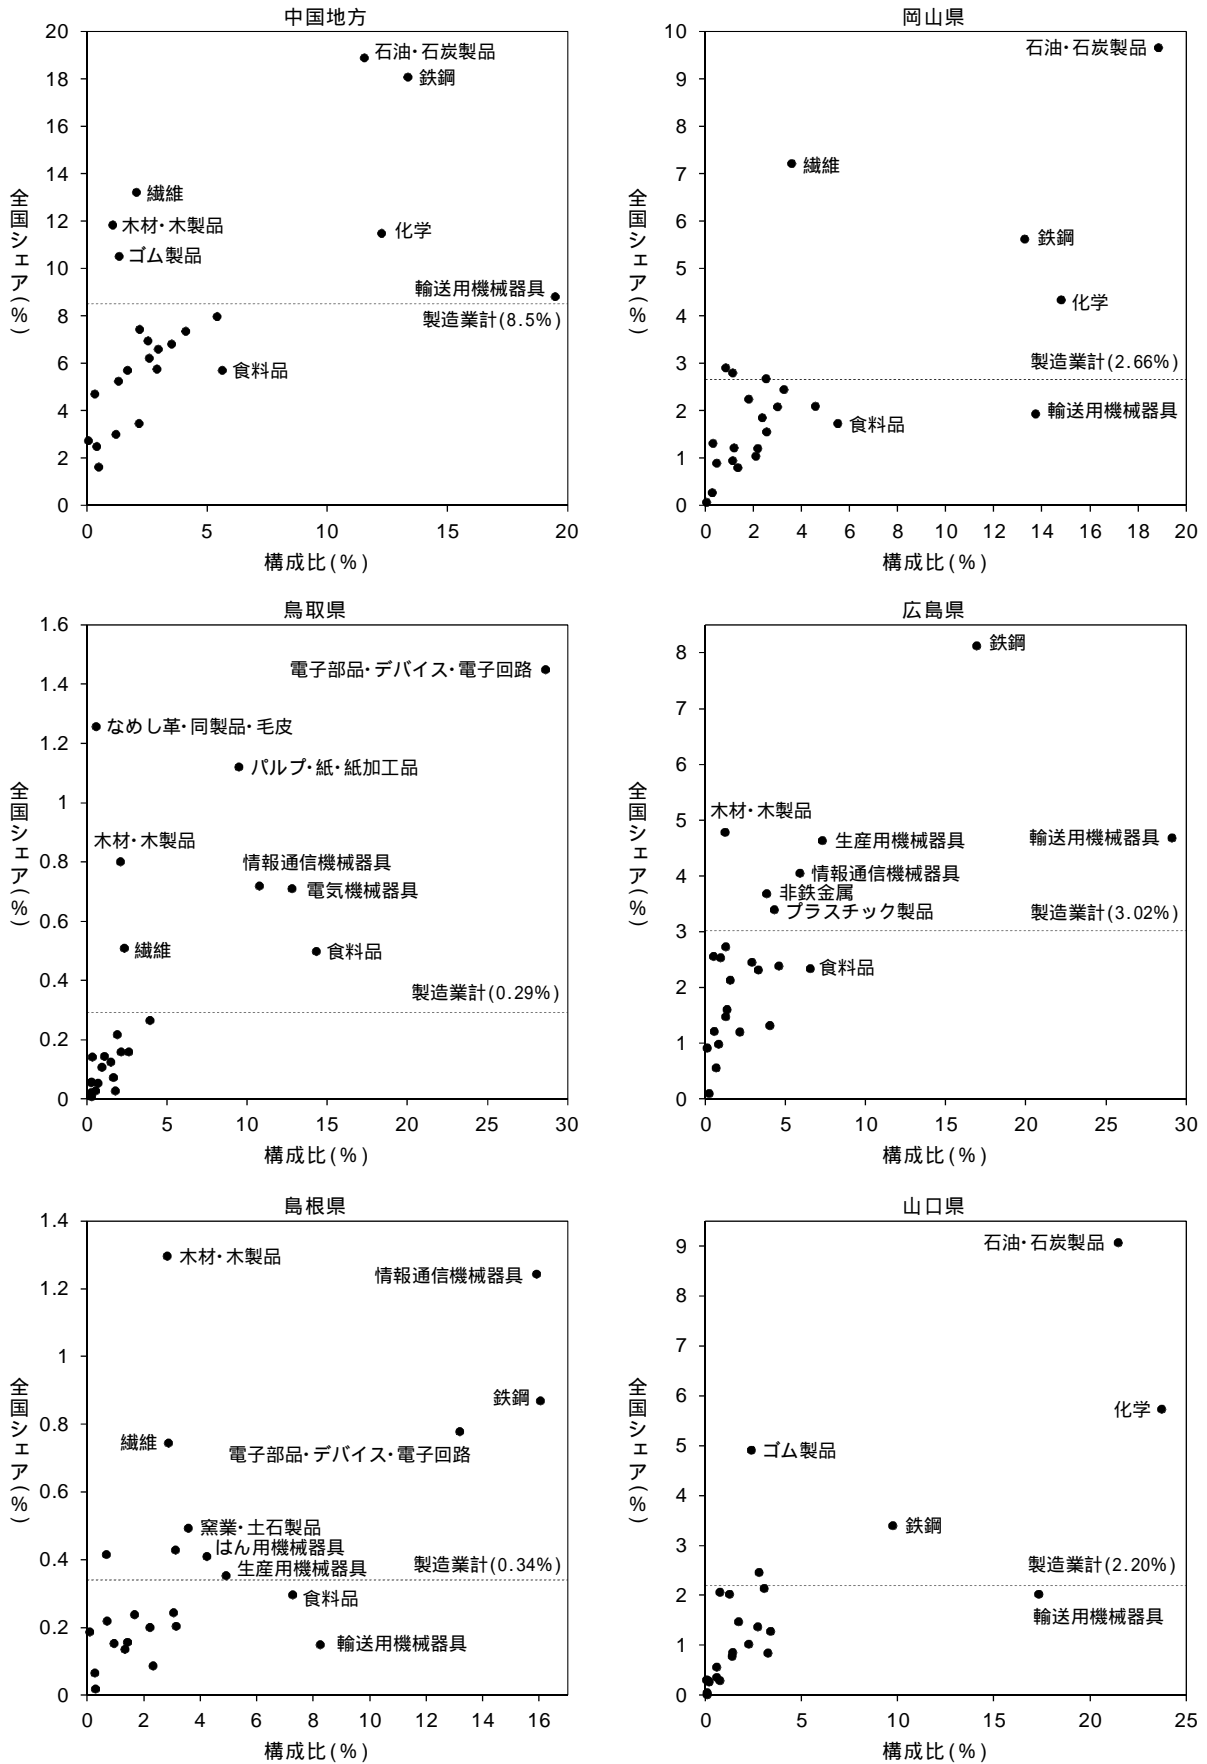 中国地方
20
18
16
14
12
10
8
6
4
2
0
0
5
10
15
20
全国シェア(%)
構成比(%)
石油・石炭製品
鉄鋼
繊維
木材・木製品
化学
ゴム製品
輸送用機械器具
製造業計(8.5%)
食料品
岡山県
10
9
8
7
6
5
4
3
2
1
0
0
2
4
6
8
10
12
14
16
18
20
全国シェア(%)
構成比(%)
石油・石炭製品
繊維
鉄鋼
化学
製造業計(2.66%)
輸送用機械器具
食料品
鳥取県
1.6
1.4
1.2
1
0.8
0.6
0.4
0.2
0
0
5
10
15
20
25
30
全国シェア(%)
構成比(%)
電子部品・デバイス・電子回路
なめし革・同製品・毛皮
パルプ・紙・紙加工品
木材・木製品
情報通信機械器具
電気機械器具
繊維
食料品
製造業計(0.29%)
広島県
8
7
6
5
4
3
2
1
0
0
5
10
15
20
25
30
全国シェア(%)
構成比(%)
鉄鋼
木材・木製品
生産用機械器具
輸送用機械器具
情報通信機械器具
非鉄金属
プラスチック製品
製造業計(3.02%)
食料品
島根県
1.4
1.2
1
0.8
0.6
0.4
0.2
0
0
2
4
6
8
10
12
14
16
全国シェア(%)
構成比(%)
木材・木製品
情報通信機械器具
鉄鋼
繊維
電子部品・デバイス・電子回路
窯業・土石製品
はん用機械器具
生産用機械器具
製造業計(0.34%)
食料品
輸送用機械器具
山口県
9
8
7
6
5
4
3
2
1
0
0
5
10
15
20
25
全国シェア(%)
構成比(%)
石油・石炭製品
化学
ゴム製品
鉄鋼
製造業計(2.20%)
輸送用機械器具